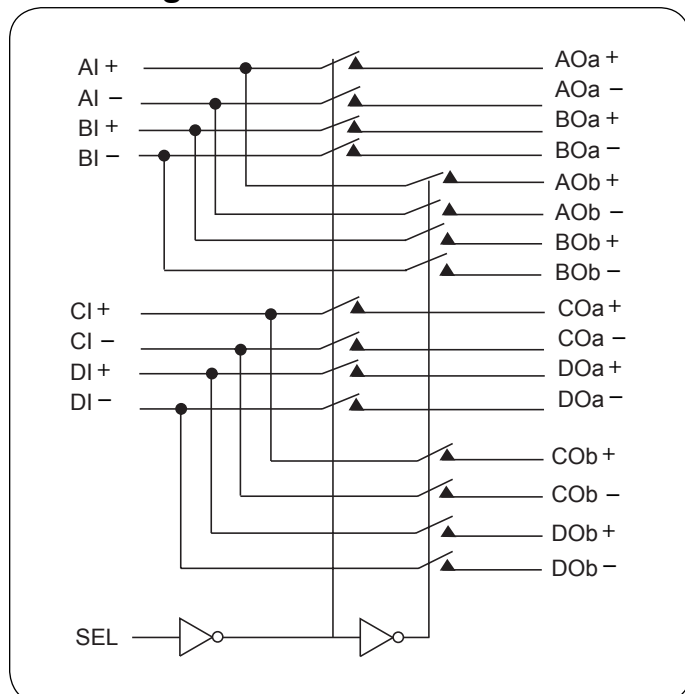 AI +
AI −
BI +
BI −
AOa +
AOa −
BOa +
BOa −
AOb +
AOb −
BOb +
BOb −
CI +
CI −
DI +
DI −
COa +
COa −
DOa +
DOa −
COb +
COb −
DOb +
DOb −
SEL